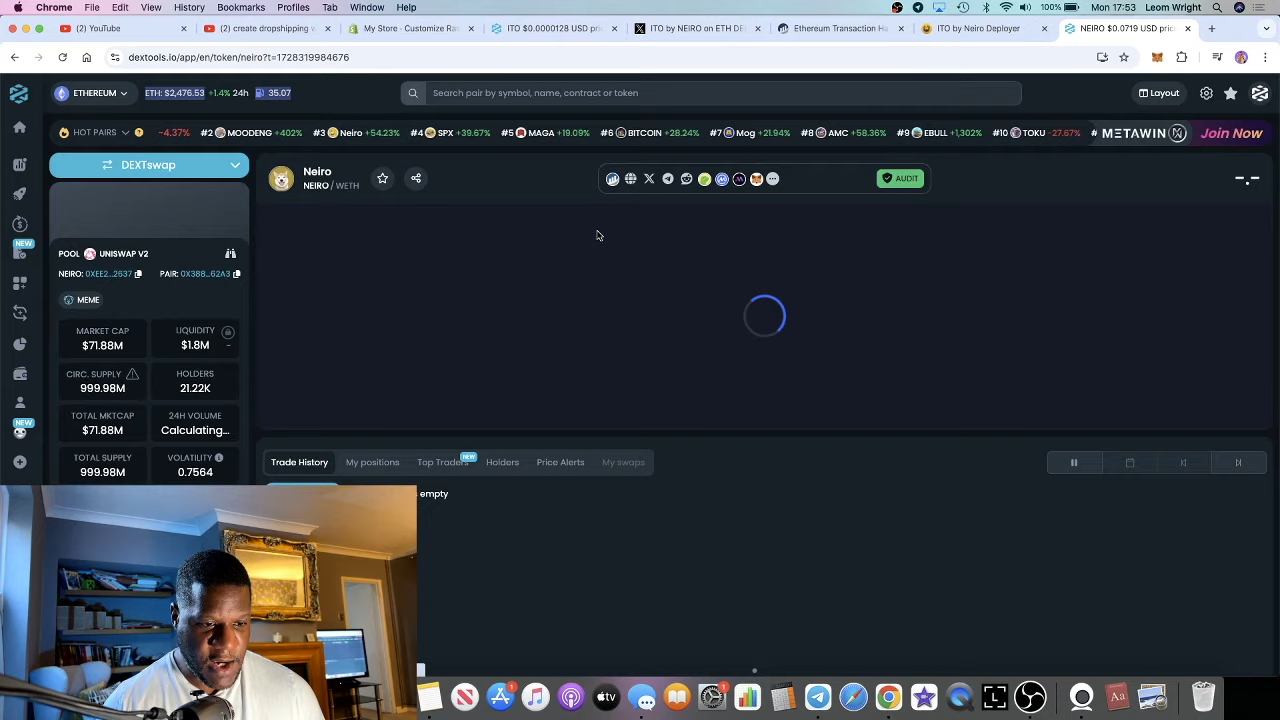 Chrome File Edit View History Bookmarks Profiles Tab Window Help 100% Mon 17:53 Leom Wright
(2) YouTube (2) create dropshipping My Store - Customize Ra ITO $0.0000128 USD ITO by NEIRO on ETH DE Ethereum Transaction Ha ITO by Neiro Deployer NEIRO $0.0719 USD pric
dextools.io/app/en/token/neiro?t=1728319984676
ETHEREUM ETH: $2,476.53 +1.4% 24h 35.07 Search pair by symbol, name, contract or token Layout
HOT PAIRS -4.37% #2 MOODENG +402% #3 Neiro +54.23% #4 SPX +39.67% #5 MAGA +19.09% #6 BITCOIN +28.24% #7 Mog +21.94% #8 AMC +58.36% #9 EBULL +1,302% #10 TOKU -27.67% # METAWIN Join Now
DEXTswap
Neiro
NEIRO / WETH
AUDIT
-.-
NEW
POOL UNISWAP V2
NEIRO: 0XEE2...2637 PAIR: 0X388...62A3
MEME
MARKET CAP
$71.88M
LIQUIDITY
$1.8M
-
CIRC. SUPPLY
999.98M
HOLDERS
21.22K
TOTAL MKTCAP
$71.88M
24H VOLUME
Calculating...
NEW
TOTAL SUPPLY
999.98M
VOLATILITY
0.7564
Trade History My positions Top Traders NEW Holders Price Alerts My swaps
empty
tv
Aa